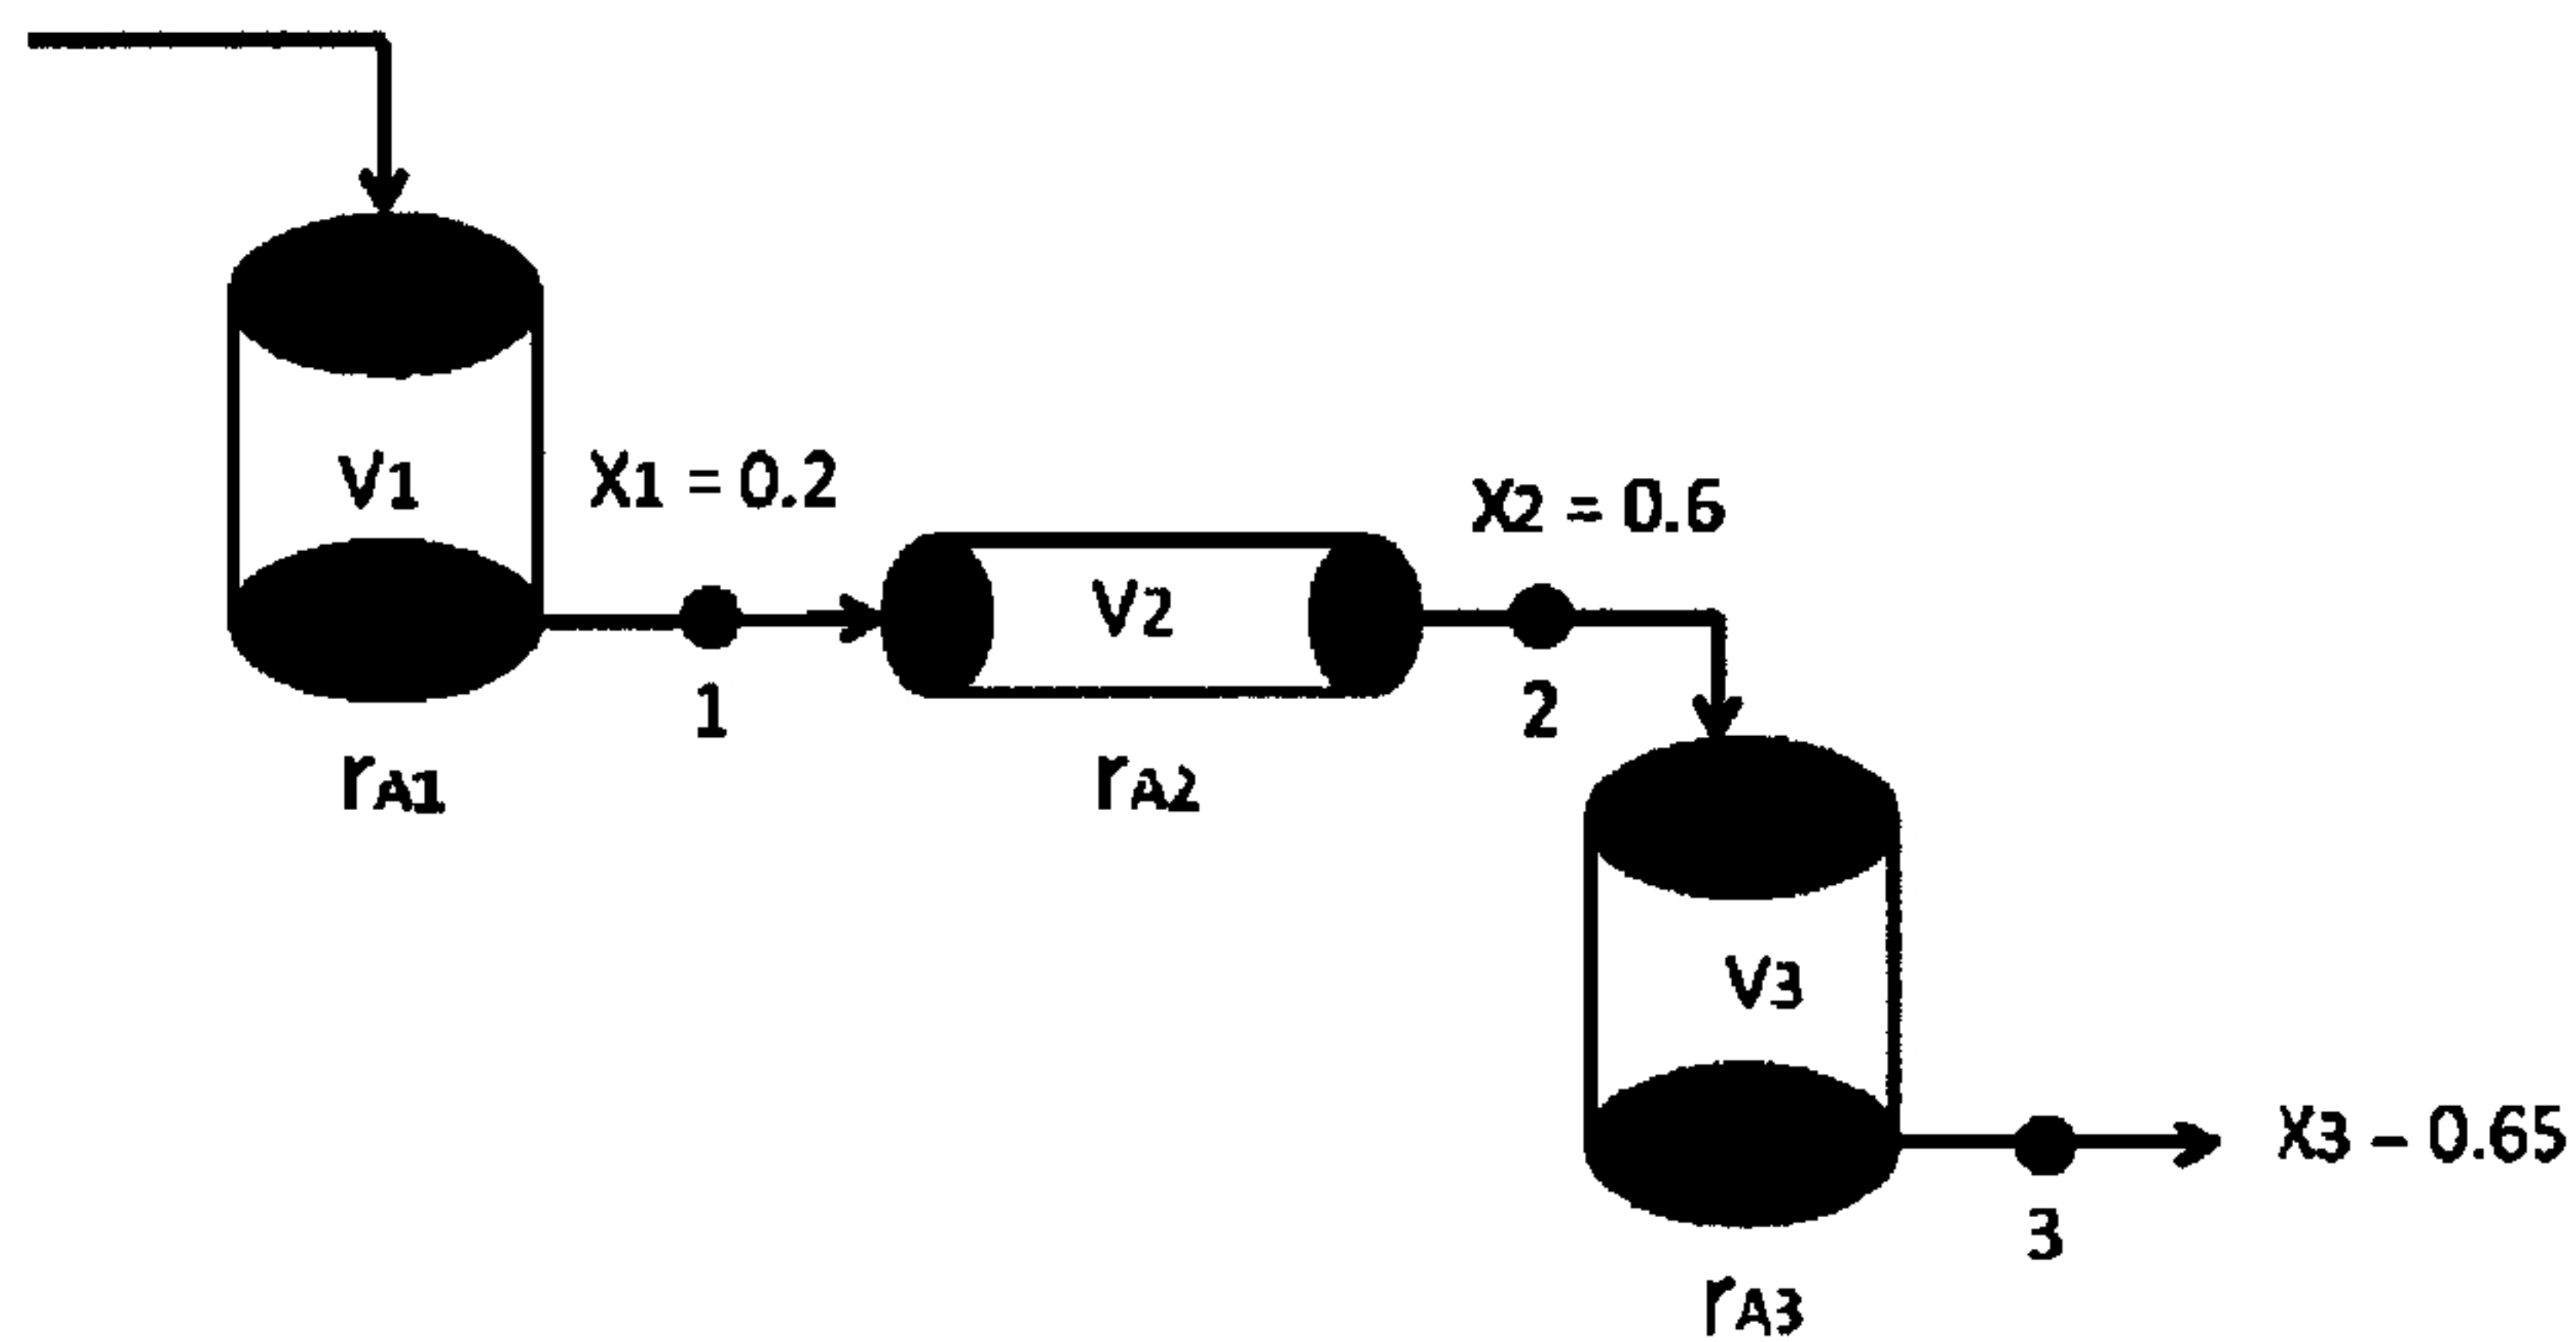 V1
X1 = 0.2
1
rA1
V2
X2 = 0.6
2
rA2
V3
X3 – 0.65
3
rA3